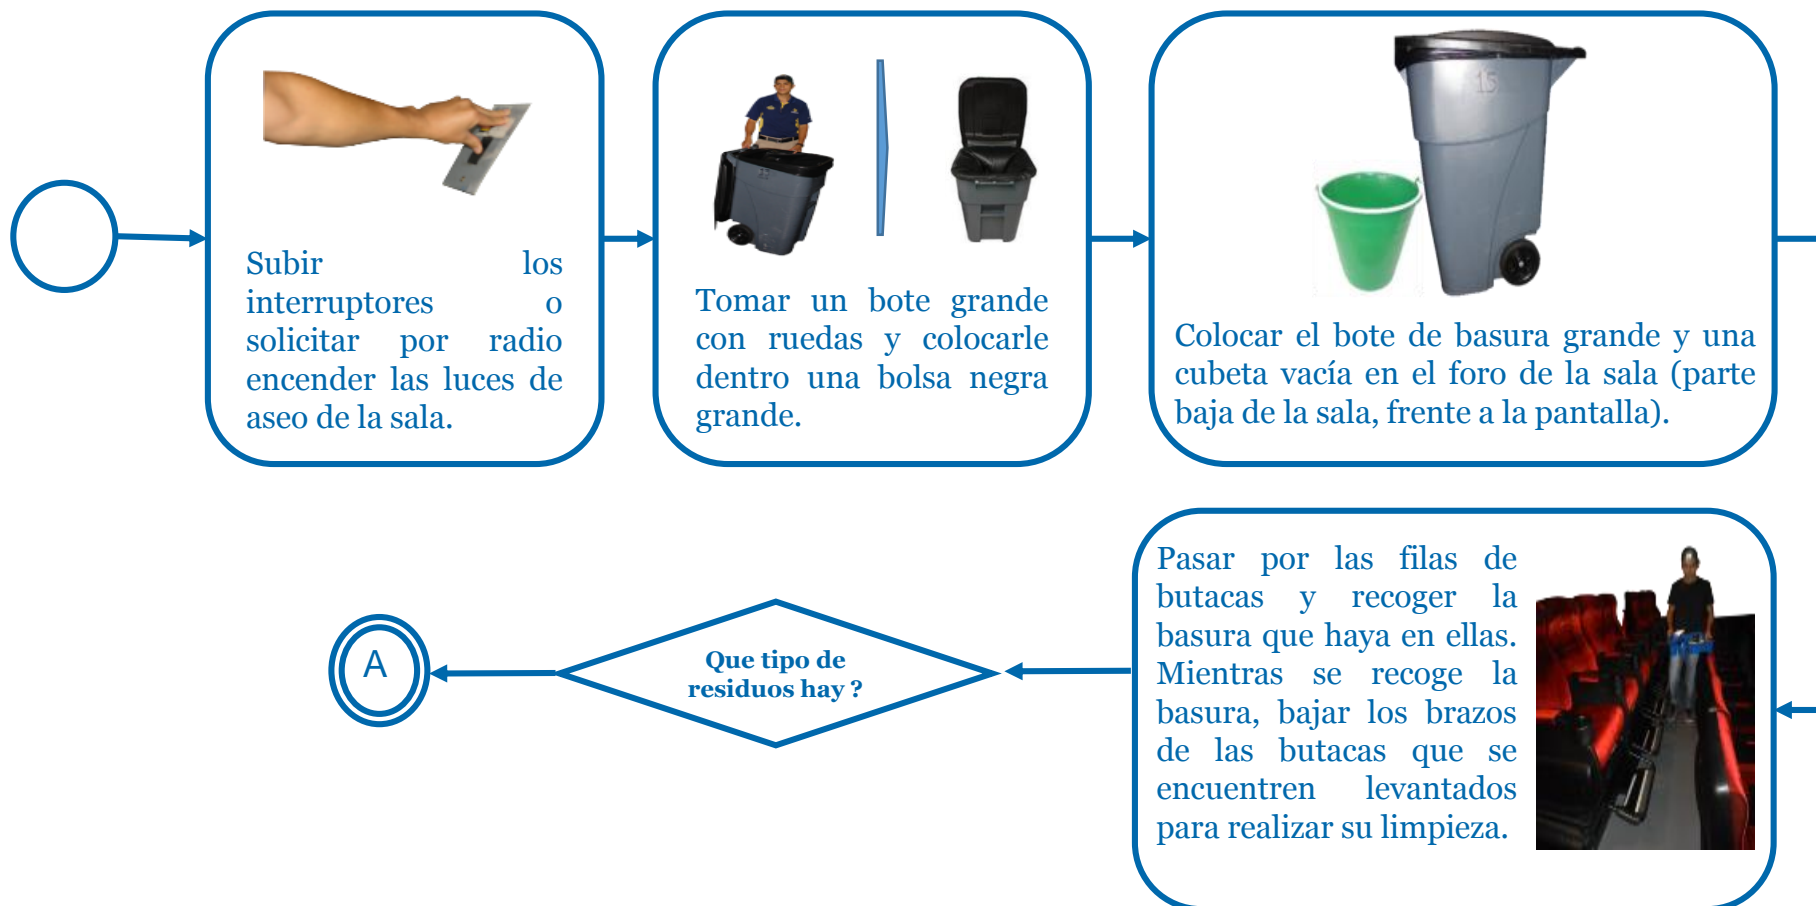 Subir los
interruptores o
solicitar por radio
encender las luces de
aseo de la sala.
Tomar un bote grande
con ruedas y colocarle
dentro una bolsa negra
grande.
15
Colocar el bote de basura grande y una
cubeta vacía en el foro de la sala (parte
baja de la sala, frente a la pantalla).
Pasar por las filas de
butacas y recoger la
basura que haya en ellas.
Mientras se recoge la
basura, bajar los brazos
de las butacas que se
encuentren levantados
para realizar su limpieza.
Que tipo de
residuos hay ?
A